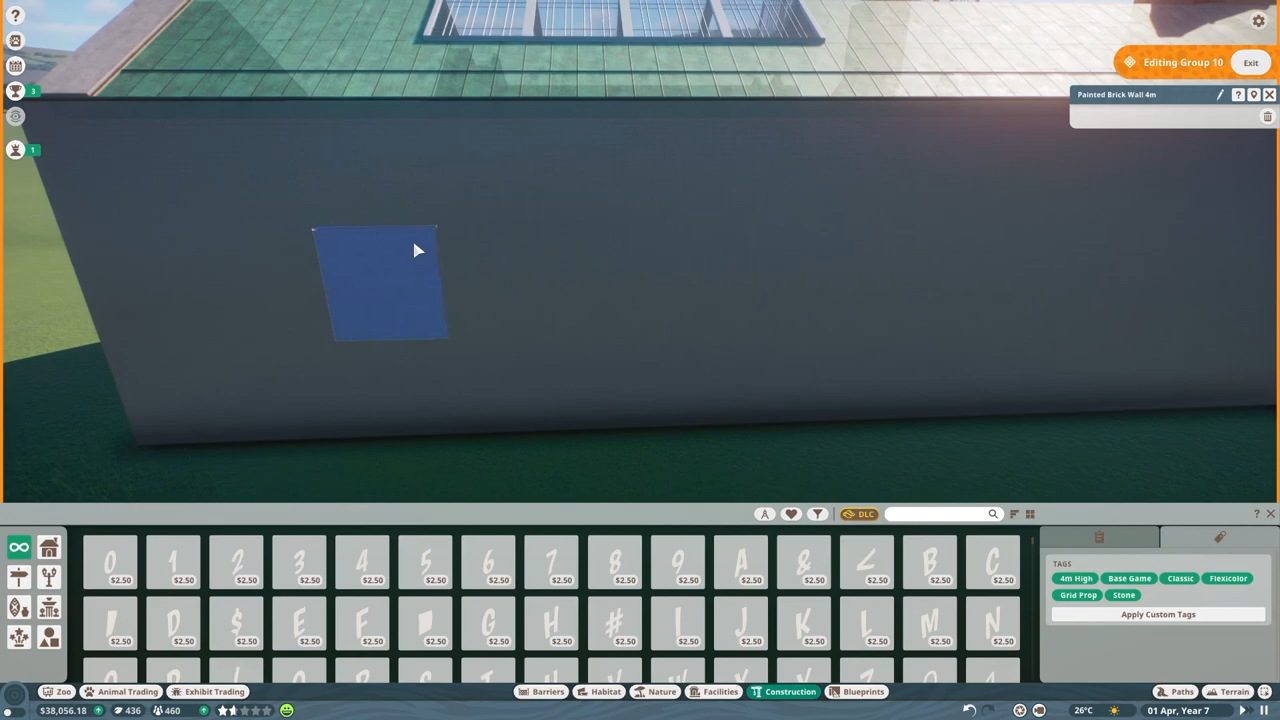 ?
Editing Group 10 Exit
3
Painted Brick Wall 4m ?
1
DLC ?
0 1 2 3 4 5 6 7 8 9 A & < B C
$2.50 $2.50 $2.50 $2.50 $2.50 $2.50 $2.50 $2.50 $2.50 $2.50 $2.50 $2.50 $2.50 $2.50 $2.50
TAGS
4m High Base Game Classic Flexicolor
Grid Prop Stone
Apply Custom Tags
D $ E F G H # I J K L M N
$2.50 $2.50 $2.50 $2.50 $2.50 $2.50 $2.50 $2.50 $2.50 $2.50 $2.50 $2.50 $2.50 $2.50 $2.50
Zoo Animal Trading Exhibit Trading Barriers Habitat Nature Facilities Construction Blueprints Paths Terrain
$38,056.18 436 460 26°C 01 Apr, Year 7